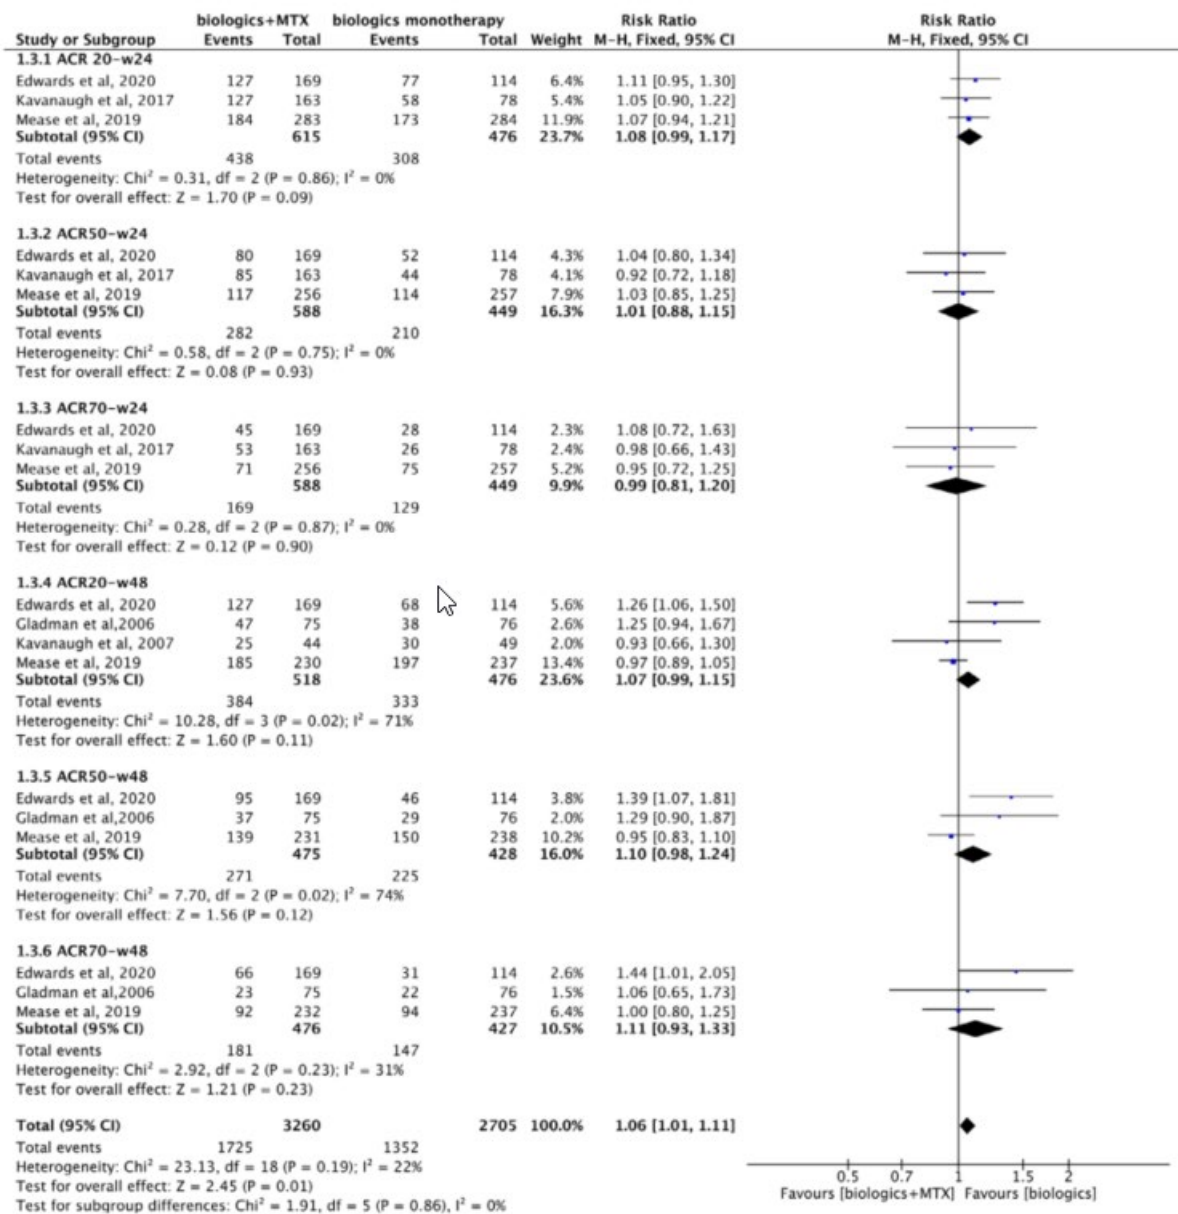 biologics+MTX biologics monotherapy Risk Ratio Risk Ratio
Study or Subgroup Events Total Events Total Weight M-H, Fixed, 95% CI M-H, Fixed, 95% CI
1.3.1 ACR 20-w24
Edwards et al, 2020 127 169 77 114 6.4% 1.11 [0.95, 1.30]
Kavanaugh et al, 2017 127 163 58 78 5.4% 1.05 [0.90, 1.22]
Mease et al, 2019 184 283 173 284 11.9% 1.07 [0.94, 1.21]
Subtotal (95% CI) 615 476 23.7% 1.08 [0.99, 1.17]
Total events 438 308
Heterogeneity: Chi² = 0.31, df = 2 (P = 0.86); I² = 0%
Test for overall effect: Z = 1.70 (P = 0.09)
1.3.2 ACR50-w24
Edwards et al, 2020 80 169 52 114 4.3% 1.04 [0.80, 1.34]
Kavanaugh et al, 2017 85 163 44 78 4.1% 0.92 [0.72, 1.18]
Mease et al, 2019 117 256 114 257 7.9% 1.03 [0.85, 1.25]
Subtotal (95% CI) 588 449 16.3% 1.01 [0.88, 1.15]
Total events 282 210
Heterogeneity: Chi² = 0.58, df = 2 (P = 0.75); I² = 0%
Test for overall effect: Z = 0.08 (P = 0.93)
1.3.3 ACR70-w24
Edwards et al, 2020 45 169 28 114 2.3% 1.08 [0.72, 1.63]
Kavanaugh et al, 2017 53 163 26 78 2.4% 0.98 [0.66, 1.43]
Mease et al, 2019 71 256 75 257 5.2% 0.95 [0.72, 1.25]
Subtotal (95% CI) 588 449 9.9% 0.99 [0.81, 1.20]
Total events 169 129
Heterogeneity: Chi² = 0.28, df = 2 (P = 0.87); I² = 0%
Test for overall effect: Z = 0.12 (P = 0.90)
1.3.4 ACR20-w48
Edwards et al, 2020 127 169 68 114 5.6% 1.26 [1.06, 1.50]
Gladman et al,2006 47 75 38 76 2.6% 1.25 [0.94, 1.67]
Kavanaugh et al, 2007 25 44 30 49 2.0% 0.93 [0.66, 1.30]
Mease et al, 2019 185 230 197 237 13.4% 0.97 [0.89, 1.05]
Subtotal (95% CI) 518 476 23.6% 1.07 [0.99, 1.15]
Total events 384 333
Heterogeneity: Chi² = 10.28, df = 3 (P = 0.02); I² = 71%
Test for overall effect: Z = 1.60 (P = 0.11)
1.3.5 ACR50-w48
Edwards et al, 2020 95 169 46 114 3.8% 1.39 [1.07, 1.81]
Gladman et al,2006 37 75 29 76 2.6% 1.29 [0.90, 1.87]
Mease et al, 2019 139 231 150 238 10.2% 0.95 [0.83, 1.10]
Subtotal (95% CI) 475 428 16.0% 1.10 [0.98, 1.24]
Total events 271 225
Heterogeneity: Chi² = 7.70, df = 2 (P = 0.02); I² = 74%
Test for overall effect: Z = 1.56 (P = 0.12)
1.3.6 ACR70-w48
Edwards et al, 2020 66 169 31 114 2.6% 1.44 [1.01, 2.05]
Gladman et al,2006 23 75 22 76 1.5% 1.06 [0.65, 1.73]
Mease et al, 2019 92 232 94 237 6.4% 1.00 [0.80, 1.25]
Subtotal (95% CI) 476 427 10.5% 1.11 [0.93, 1.33]
Total events 181 147
Heterogeneity: Chi² = 2.92, df = 2 (P = 0.23); I² = 31%
Test for overall effect: Z = 1.21 (P = 0.23)
Total (95% CI) 3260 2705 100.0% 1.06 [1.01, 1.11]
Total events 1725 1352
Heterogeneity: Chi² = 23.13, df = 18 (P = 0.19); I² = 22%
Test for overall effect: Z = 2.45 (P = 0.01)
Test for subgroup differences: Chi² = 1.91, df = 5 (P = 0.86), I² = 0%
0.5 0.7 1 1.5 2
Favours [biologics+MTX] Favours [biologics]